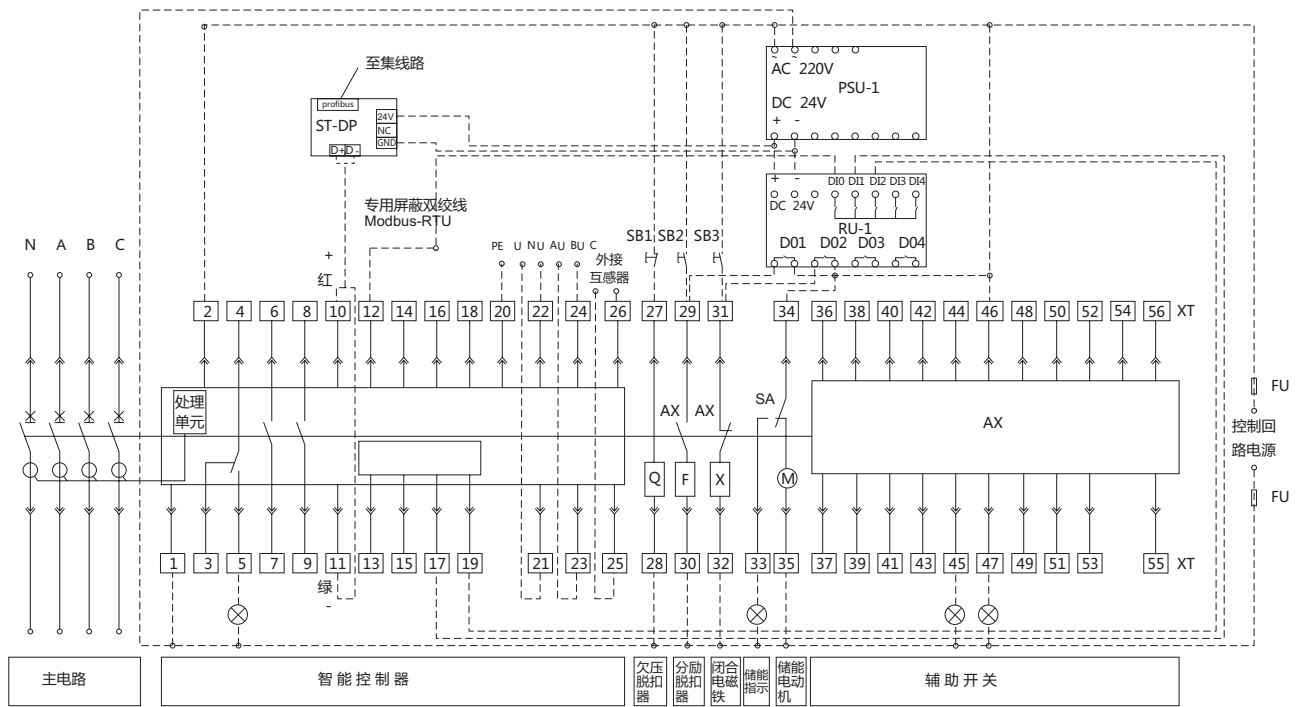 至集线路
profibus
ST-DP
24V
NC
GND
D+ D-
AC 220V
PSU-1
DC 24V
+ -
+ -
DI0 DI1 DI2 DI3 DI4
DC 24V
RU-1
D01 D02 D03 D04
专用屏蔽双绞线
Modbus-RTU
SB1 SB2 SB3
N A B C
+
红
PE U N U A U B U C
外接
互感器
2 4 6 8 10 12 14 16 18 20 22 24 26 27 29 31 34 36 38 40 42 44 46 48 50 52 54 56 XT
处理
单元
AX AX SA AX
Q F X M
FU
控制回
路电源
FU
1 3 5 7 9 11 13 15 17 19 21 23 25 28 30 32 33 35 37 39 41 43 45 47 49 51 53 55 XT
绿
-
主电路
智能控制器
欠压
脱扣
器
分励
脱扣
器
闭合
电磁
铁
储能
指示
储能
电动
机
辅助开关